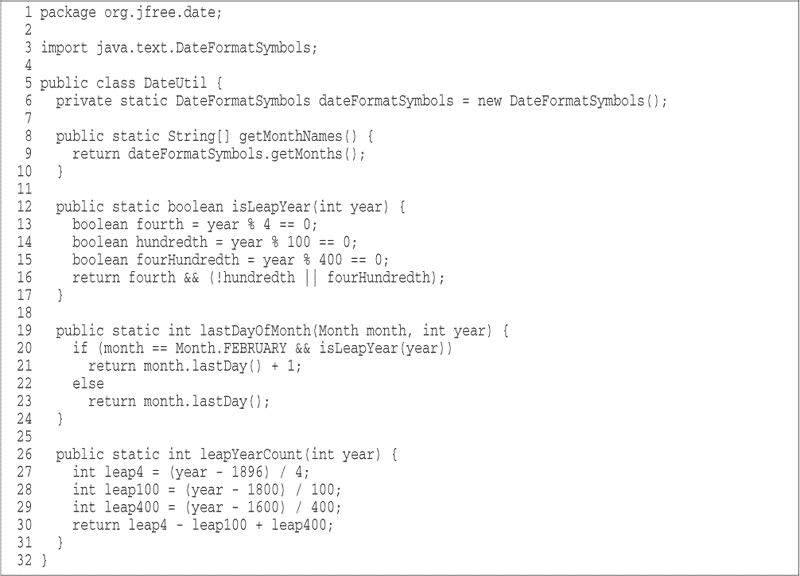 1 package org.jfree.date;
2
3 import java.text.DateFormatSymbols;
4
5 public class DateUtil {
6   private static DateFormatSymbols dateFormatSymbols = new DateFormatSymbols();
7
8   public static String[] getMonthNames() {
9     return dateFormatSymbols.getMonths();
10   }
11
12   public static boolean isLeapYear(int year) {
13     boolean fourth = year % 4 == 0;
14     boolean hundredth = year % 100 == 0;
15     boolean fourHundredth = year % 400 == 0;
16     return fourth && (!hundredth || fourHundredth);
17   }
18
19   public static int lastDayOfMonth(Month month, int year) {
20     if (month == Month.FEBRUARY && isLeapYear(year))
21       return month.lastDay() + 1;
22     else
23       return month.lastDay();
24   }
25
26   public static int leapYearCount(int year) {
27     int leap4 = (year - 1896) / 4;
28     int leap100 = (year - 1800) / 100;
29     int leap400 = (year - 1600) / 400;
30     return leap4 - leap100 + leap400;
31   }
32 }